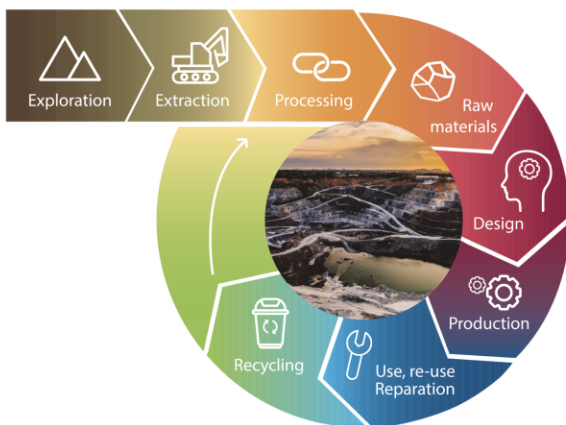 Exploration
Extraction
Processing
Raw
materials
Design
Production
Use, re-use
Reparation
Recycling